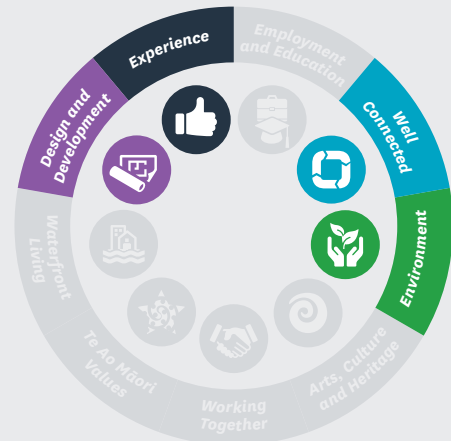 Experience
Employment
and Education
Well
Connected
Environment
Arts, Culture
and Heritage
Working
Together
Te Ao Māori
Values
Waterfront
Living
Design and
Development